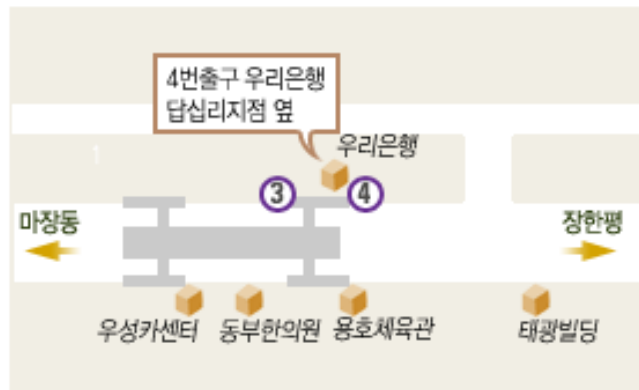 4번출구 우리은행
답십리지점 옆
우리은행
3
4
마장동
장한평
우성카센터
동부한의원
용호체육관
태광빌딩